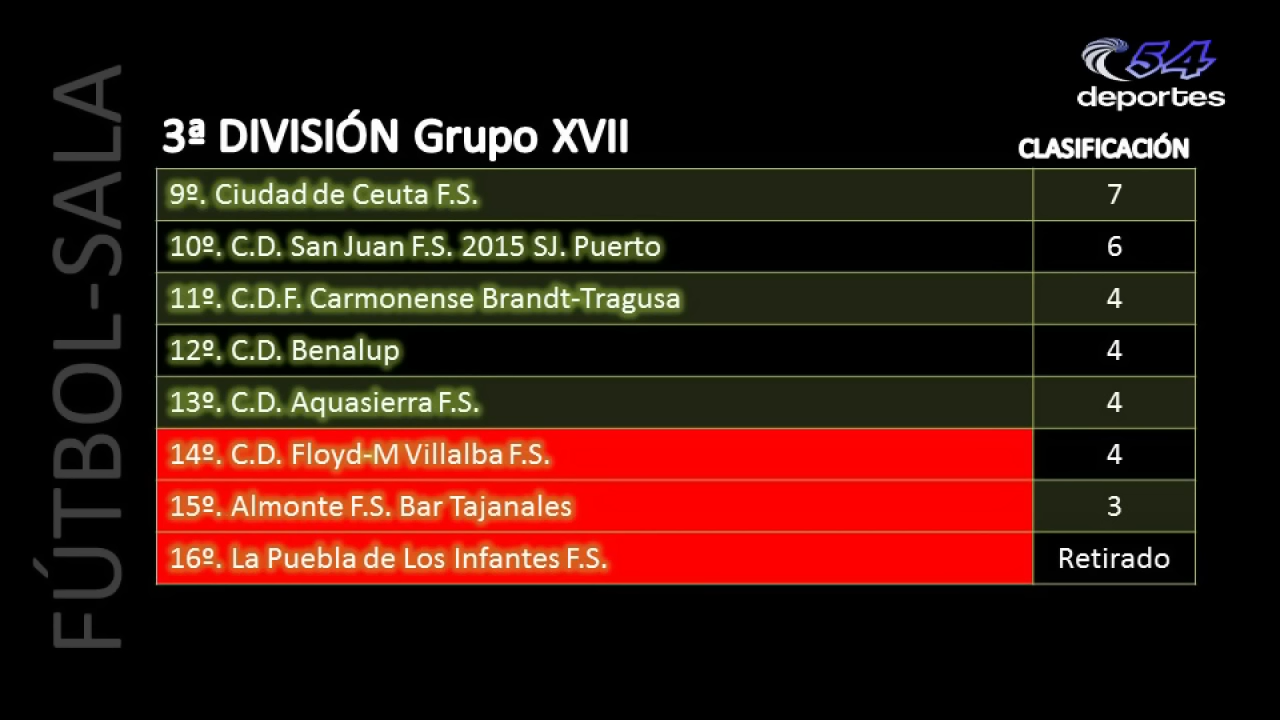 FÚTBOL-SALA
54
deportes
3ª DIVISIÓN Grupo XVII
CLASIFICACIÓN
9º. Ciudad de Ceuta F.S. 7
10º. C.D. San Juan F.S. 2015 SJ. Puerto 6
11º. C.D.F. Carmonense Brandt-Tragusa 4
12º. C.D. Benalup 4
13º. C.D. Aquasierra F.S. 4
14º. C.D. Floyd-M Villalba F.S. 4
15º. Almonte F.S. Bar Tajanales 3
16º. La Puebla de Los Infantes F.S. Retirado